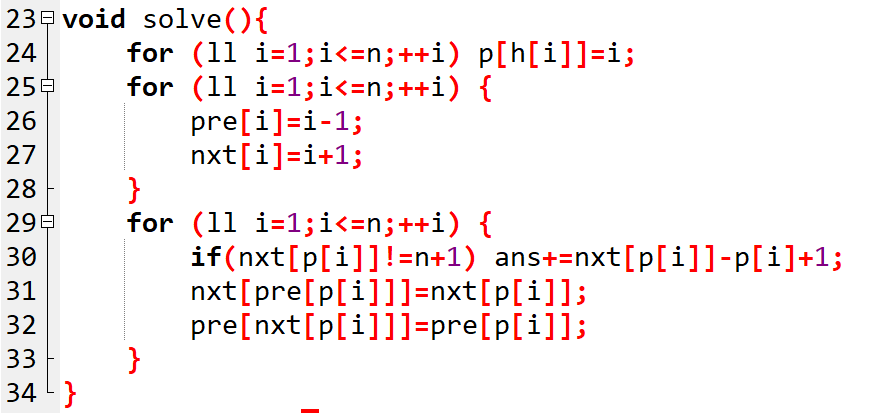 23 void solve(){
24     for (ll i=1;i<=n;++i) p[h[i]]=i;
25     for (ll i=1;i<=n;++i) {
26         pre[i]=i-1;
27         nxt[i]=i+1;
28     }
29     for (ll i=1;i<=n;++i) {
30         if(nxt[p[i]]!=n+1) ans+=nxt[p[i]]-p[i]+1;
31         nxt[pre[p[i]]]=nxt[p[i]];
32         pre[nxt[p[i]]]=pre[p[i]];
33     }
34 }